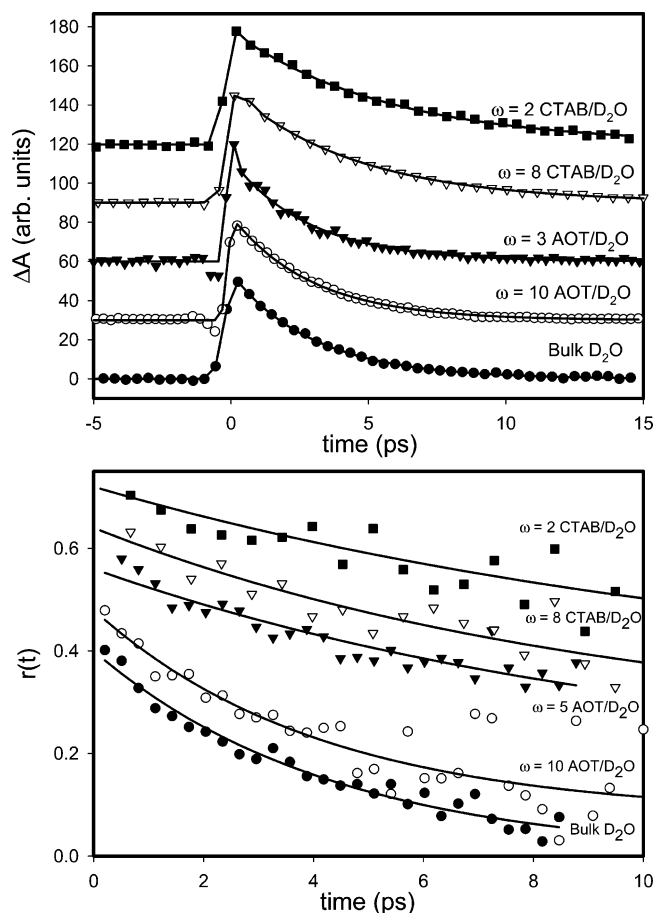 180
160
140
120
100
80
60
40
20
0
ΔA (arb. units)
ω = 2 CTAB/D₂O
ω = 8 CTAB/D₂O
ω = 3 AOT/D₂O
ω = 10 AOT/D₂O
Bulk D₂O
-5 0 5 10 15
time (ps)
0.6
0.4
0.2
0.0
r(t)
ω = 2 CTAB/D₂O
ω = 8 CTAB/D₂O
ω = 5 AOT/D₂O
ω = 10 AOT/D₂O
Bulk D₂O
0 2 4 6 8 10
time (ps)